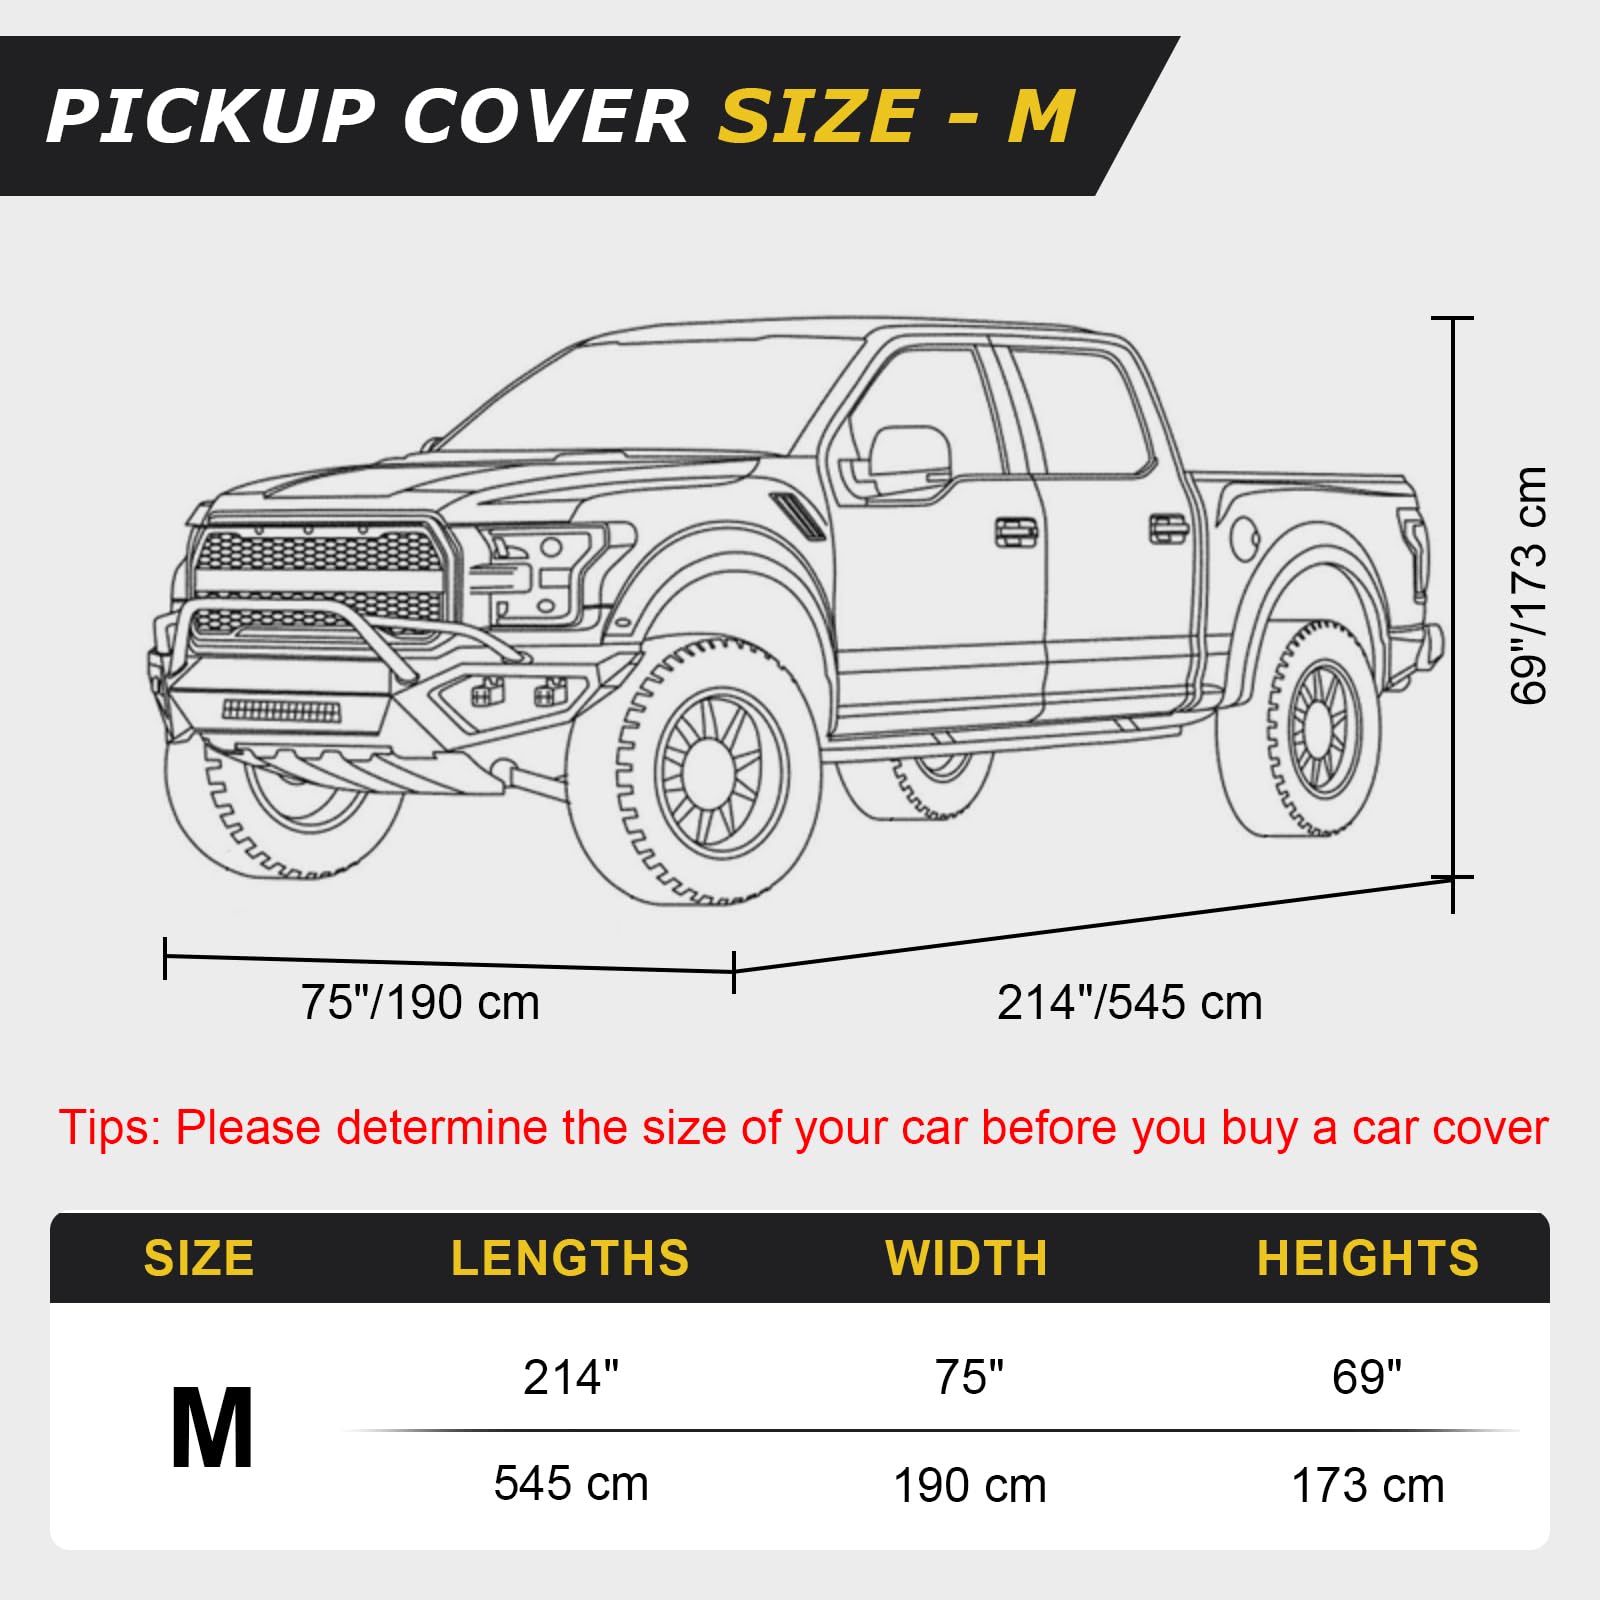 PICKUP COVER SIZE - M
69"/173 cm
75"/190 cm
214"/545 cm
Tips: Please determine the size of your car before you buy a car cover
SIZE LENGTHS WIDTH HEIGHTS
M
214" 75" 69"
545 cm 190 cm 173 cm